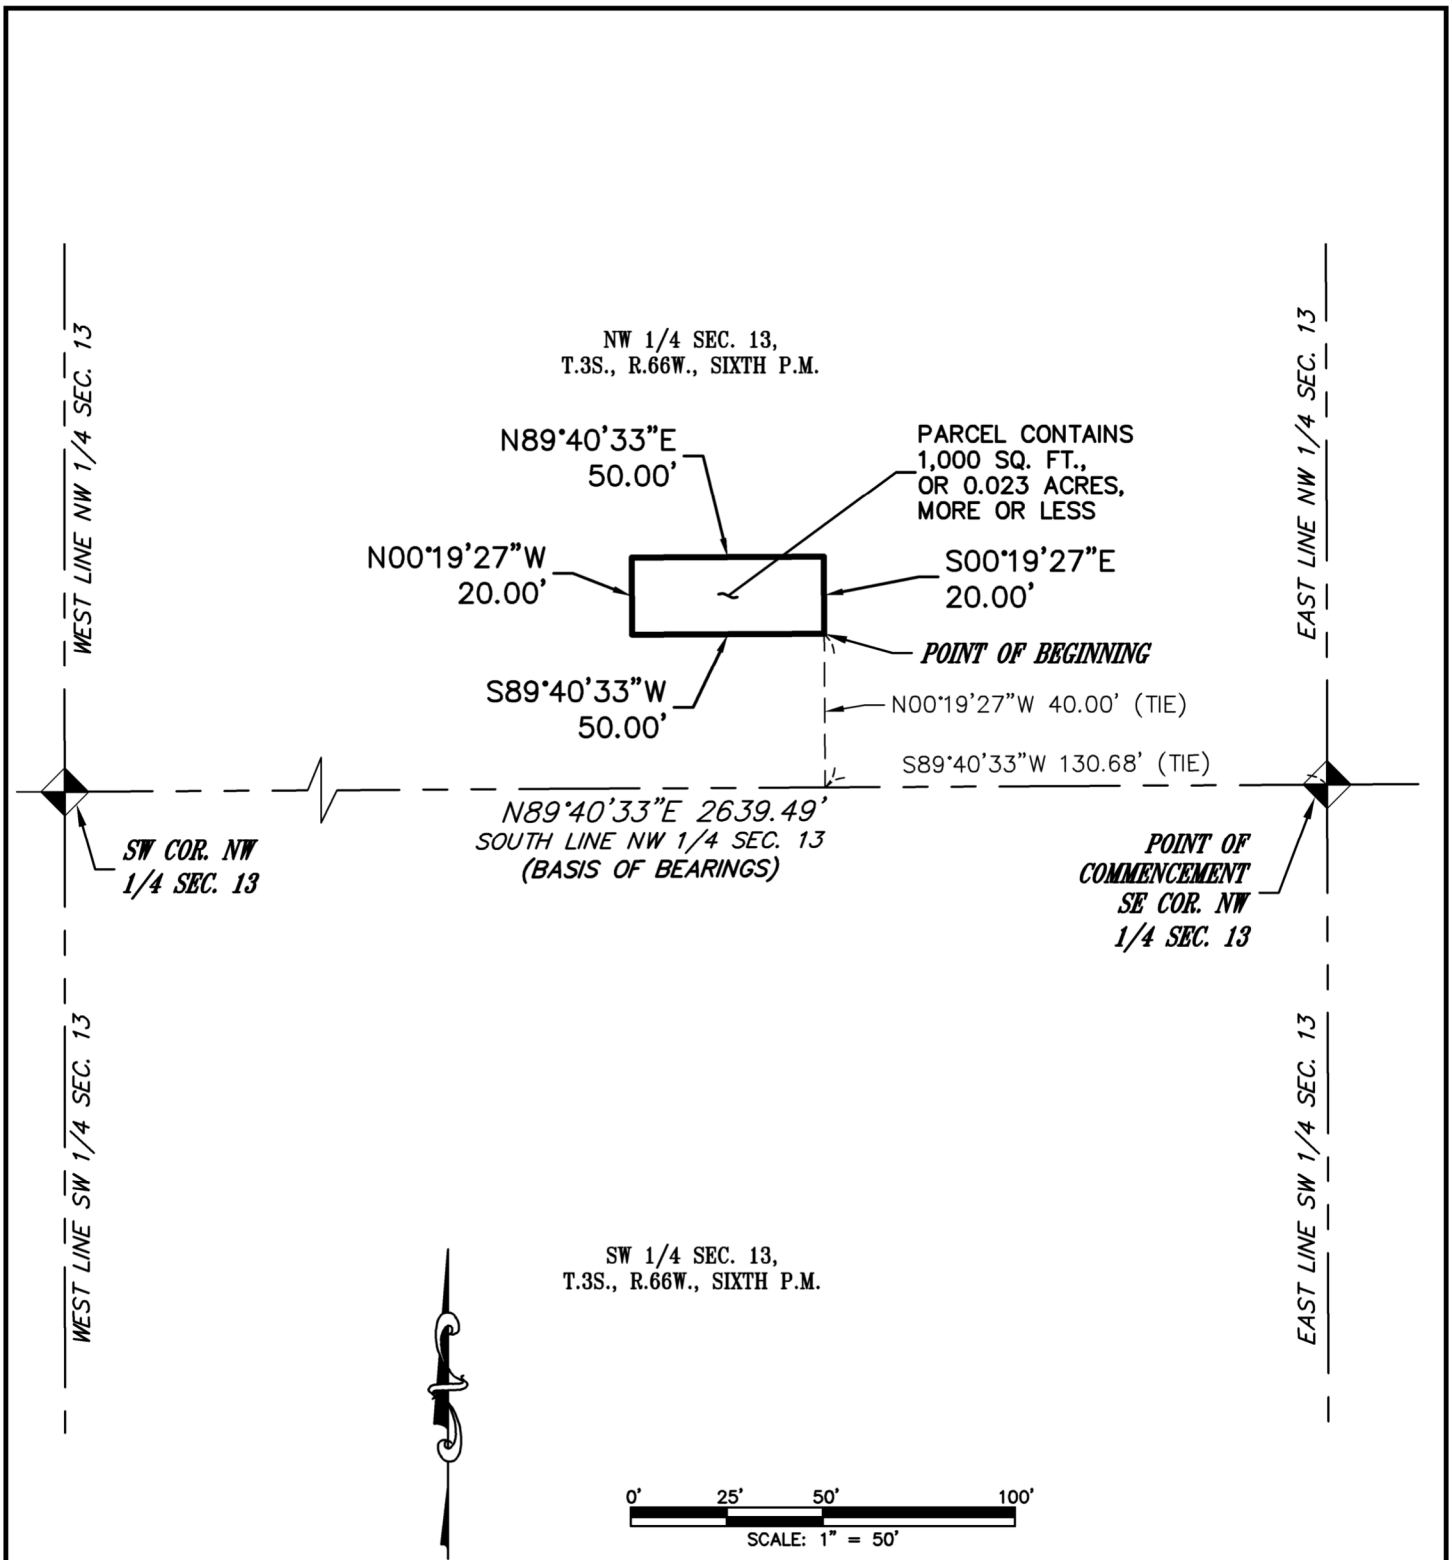 NW 1/4 SEC. 13,
T.3S., R.66W., SIXTH P.M.
WEST LINE NW 1/4 SEC. 13
EAST LINE NW 1/4 SEC. 13
N89°40'33"E
50.00'
PARCEL CONTAINS
1,000 SQ. FT.,
OR 0.023 ACRES,
MORE OR LESS
N00°19'27"W
20.00'
S00°19'27"E
20.00'
POINT OF BEGINNING
S89°40'33"W
50.00'
N00°19'27"W 40.00' (TIE)
S89°40'33"W 130.68' (TIE)
N89°40'33"E 2639.49'
SOUTH LINE NW 1/4 SEC. 13
(BASIS OF BEARINGS)
SW COR. NW
1/4 SEC. 13
POINT OF
COMMENCEMENT
SE COR. NW
1/4 SEC. 13
WEST LINE SW 1/4 SEC. 13
EAST LINE SW 1/4 SEC. 13
SW 1/4 SEC. 13,
T.3S., R.66W., SIXTH P.M.
0' 25' 50' 100'
SCALE: 1" = 50'